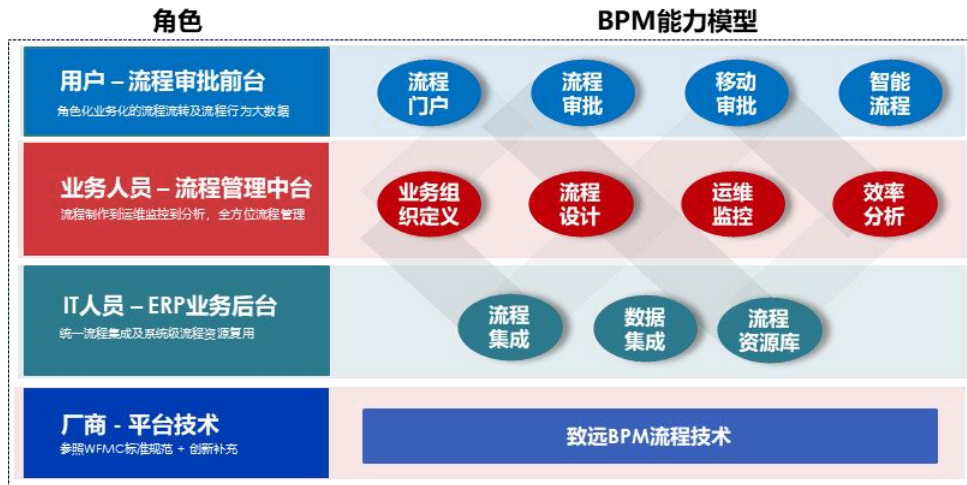 角色
BPM能力模型
用户 – 流程审批前台
角色化业务化的流程流转及流程行为大数据
流程
门户
流程
审批
移动
审批
智能
流程
业务人员 – 流程管理中台
流程制作到运维监控到分析，全方位流程管理
业务组
织定义
流程
设计
运维
监控
效率
分析
IT人员 – ERP业务后台
统一流程集成及系统级流程资源复用
流程
集成
数据
集成
流程
资源库
厂商 - 平台技术
参照WFMC标准规范 + 创新补充
致远BPM流程技术